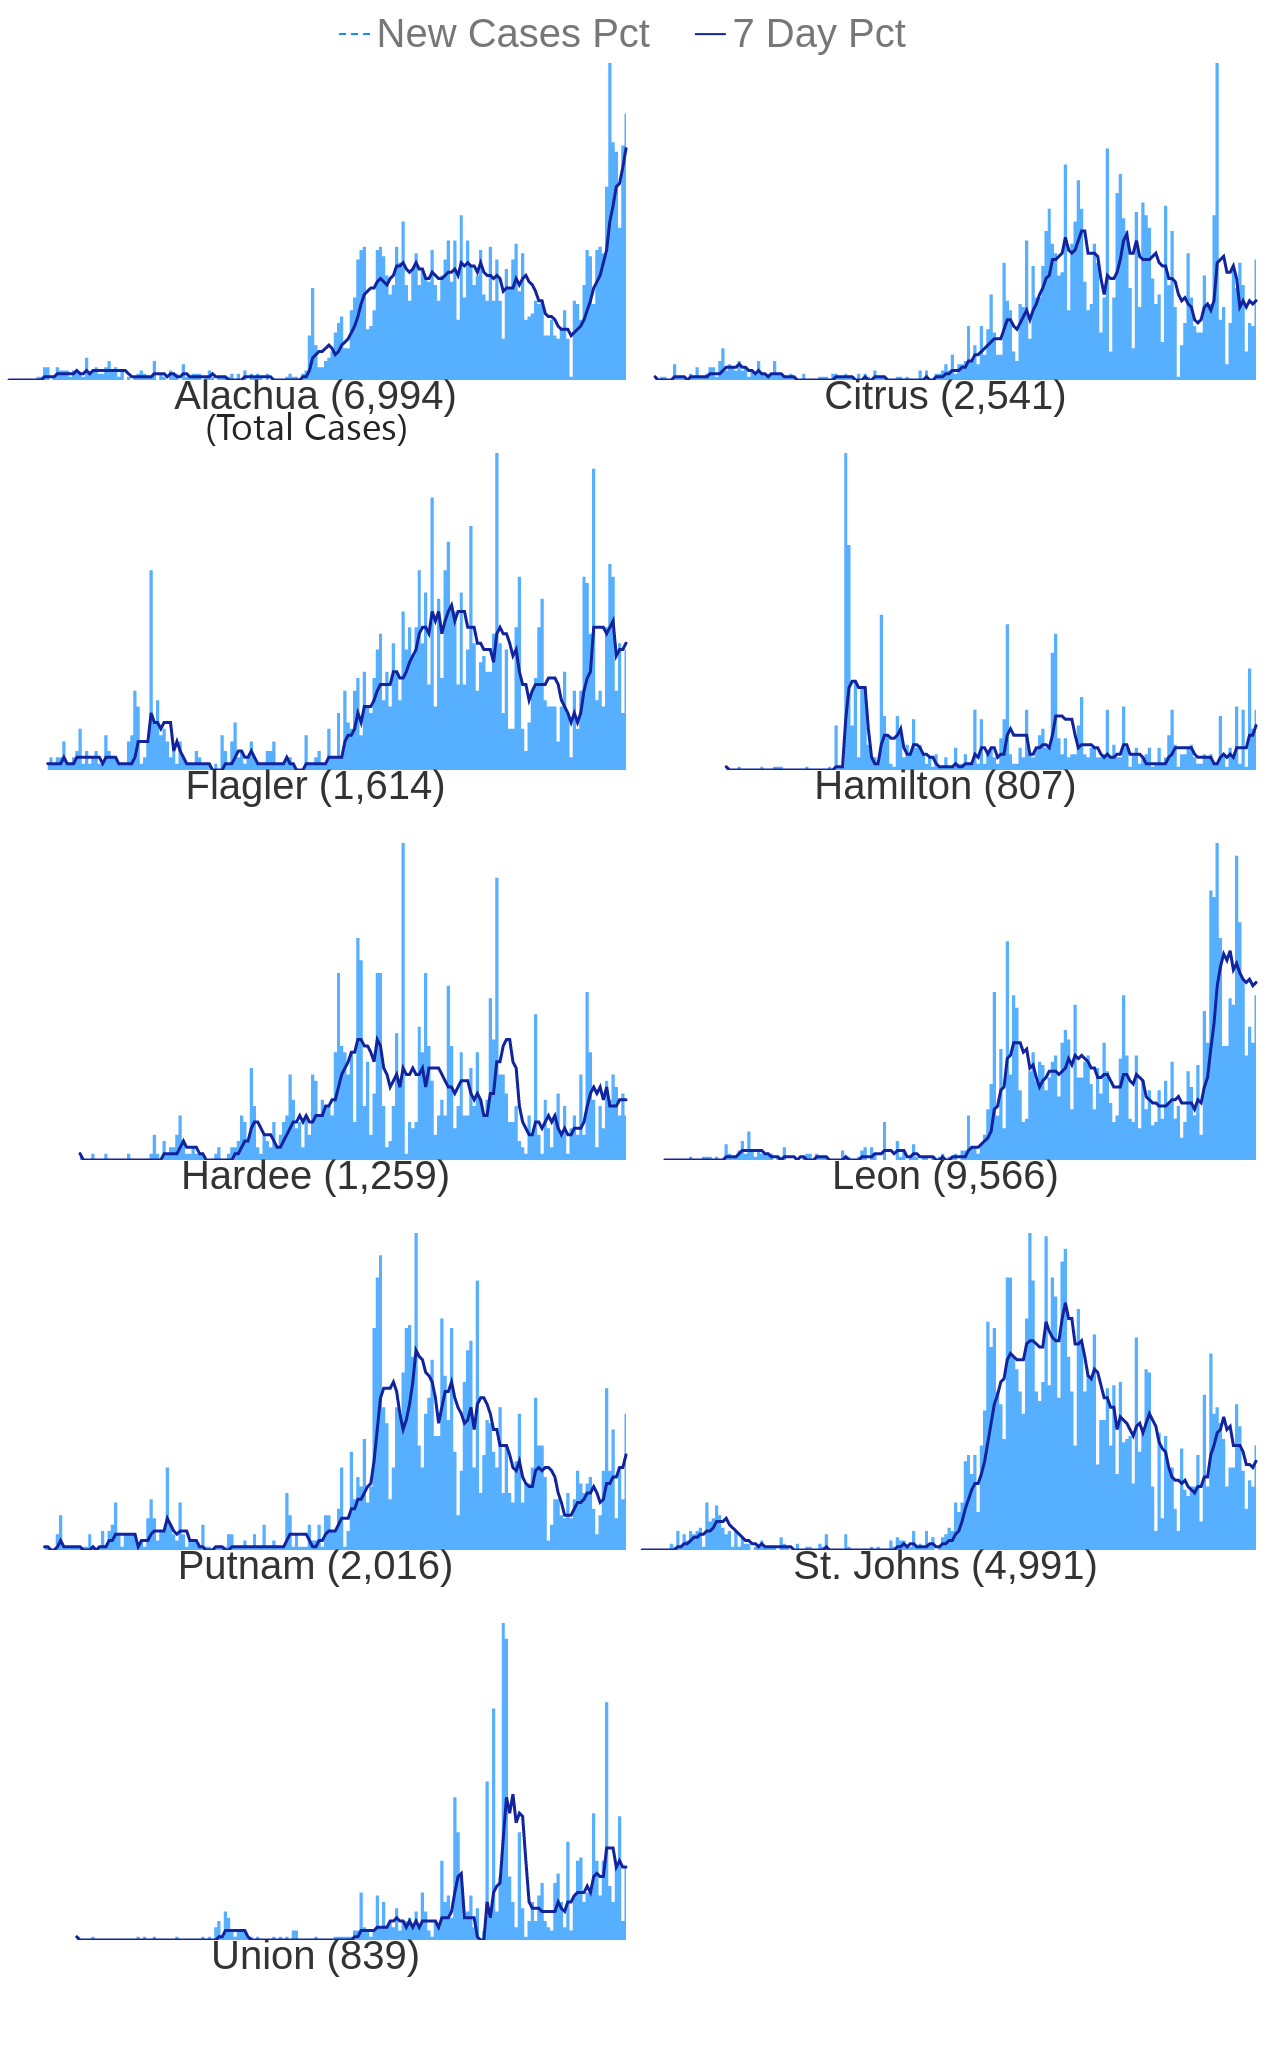 New Cases Pct 7 Day Pct
Alachua (6,994) Citrus (2,541)
(Total Cases)
Flagler (1,614) Hamilton (807)
Hardee (1,259) Leon (9,566)
Putnam (2,016) St. Johns (4,991)
Union (839)